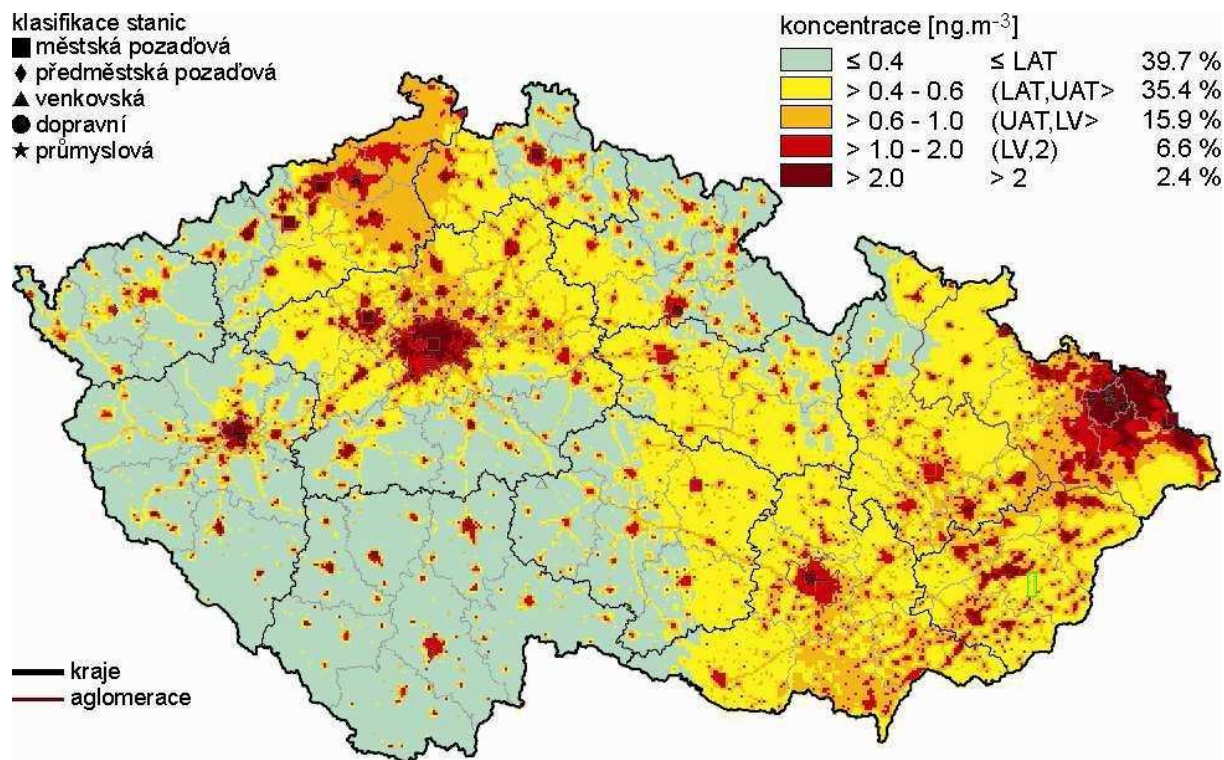 klasifikace stanic
městská pozaďová
předměstská pozaďová
venkovská
dopravní
průmyslová
koncentrace [ng.m⁻³]
≤ 0.4 ≤ LAT 39.7 %
> 0.4 - 0.6 (LAT,UAT> 35.4 %
> 0.6 - 1.0 (UAT,LV> 15.9 %
> 1.0 - 2.0 (LV,2) 6.6 %
> 2.0 > 2 2.4 %
kraje
aglomerace